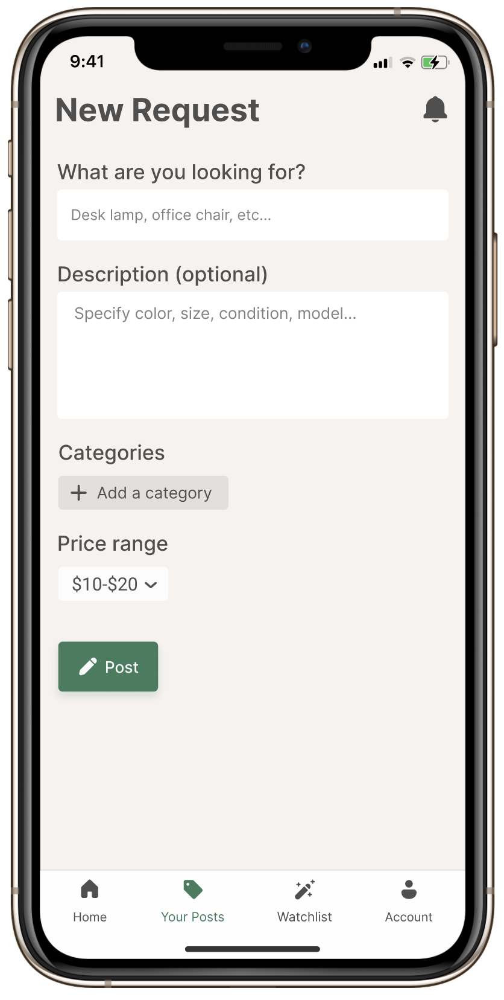 9:41
New Request
What are you looking for?
Desk lamp, office chair, etc...
Description (optional)
Specify color, size, condition, model...
Categories
Add a category
Price range
$10-$20
Post
Home
Your Posts
Watchlist
Account